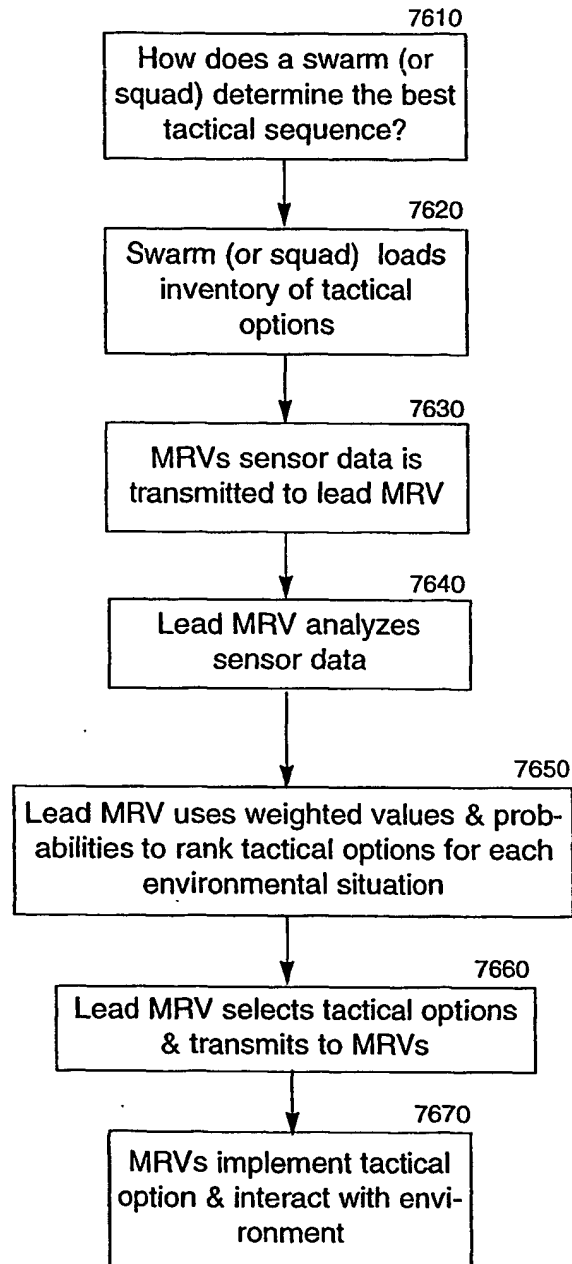 7610
How does a swarm (or
squad) determine the best
tactical sequence?
7620
Swarm (or squad) loads
inventory of tactical
options
7630
MRVs sensor data is
transmitted to lead MRV
7640
Lead MRV analyzes
sensor data
7650
Lead MRV uses weighted values & prob-
abilities to rank tactical options for each
environmental situation
7660
Lead MRV selects tactical options
& transmits to MRVs
7670
MRVs implement tactical
option & interact with envi-
ronment